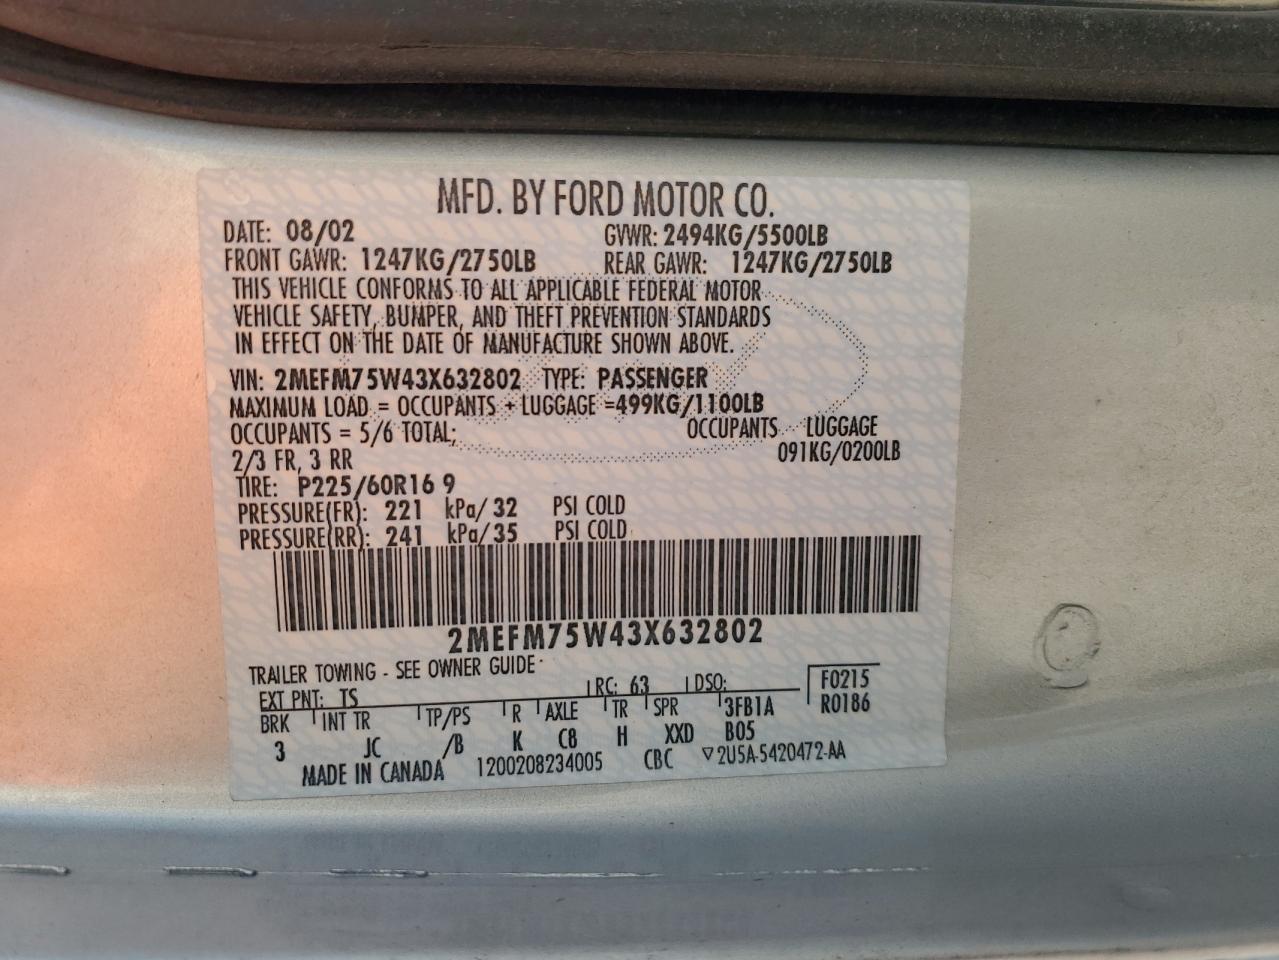 MFD. BY FORD MOTOR CO.
DATE: 08/02 GVWR: 2494KG/5500LB
FRONT GAWR: 1247KG/2750LB REAR GAWR: 1247KG/2750LB
THIS VEHICLE CONFORMS TO ALL APPLICABLE FEDERAL MOTOR
VEHICLE SAFETY, BUMPER, AND THEFT PREVENTION STANDARDS
IN EFFECT ON THE DATE OF MANUFACTURE SHOWN ABOVE.
VIN: 2MEFM75W43X632802 TYPE: PASSENGER
MAXIMUM LOAD = OCCUPANTS + LUGGAGE =499KG/1100LB
OCCUPANTS = 5/6 TOTAL; OCCUPANTS LUGGAGE
2/3 FR, 3 RR 091KG/0200LB
TIRE: P225/60R16 9
PRESSURE(FR): 221 kPa/32 PSI COLD
PRESSURE(RR): 241 kPa/35 PSI COLD
2MEFM75W43X632802
TRAILER TOWING - SEE OWNER GUIDE
EXT PNT: TS RC: 63 DSO: F0215
BRK INT TR TP/PS R AXLE TR SPR 3FB1A R0186
3 JC /B K C8 H XXD B05
MADE IN CANADA 1200208234005 CBC ▽2U5A-5420472-AA